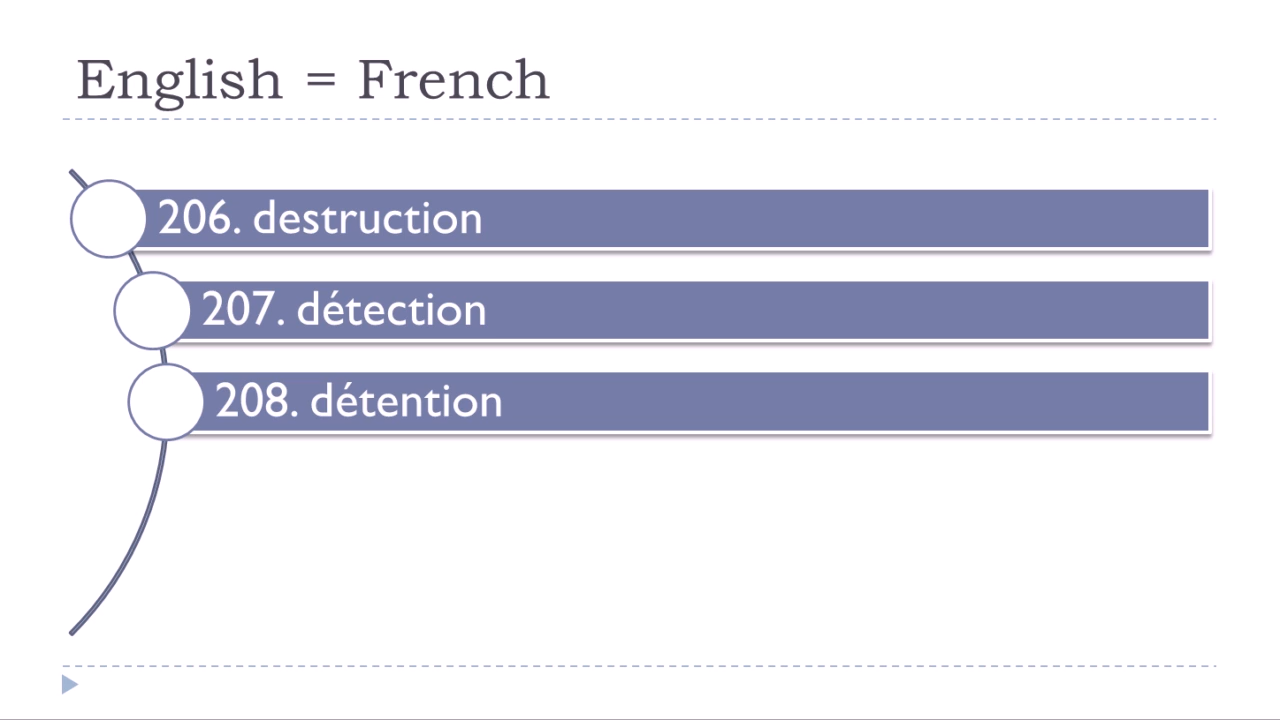 English = French
206. destruction
207. détection
208. détention